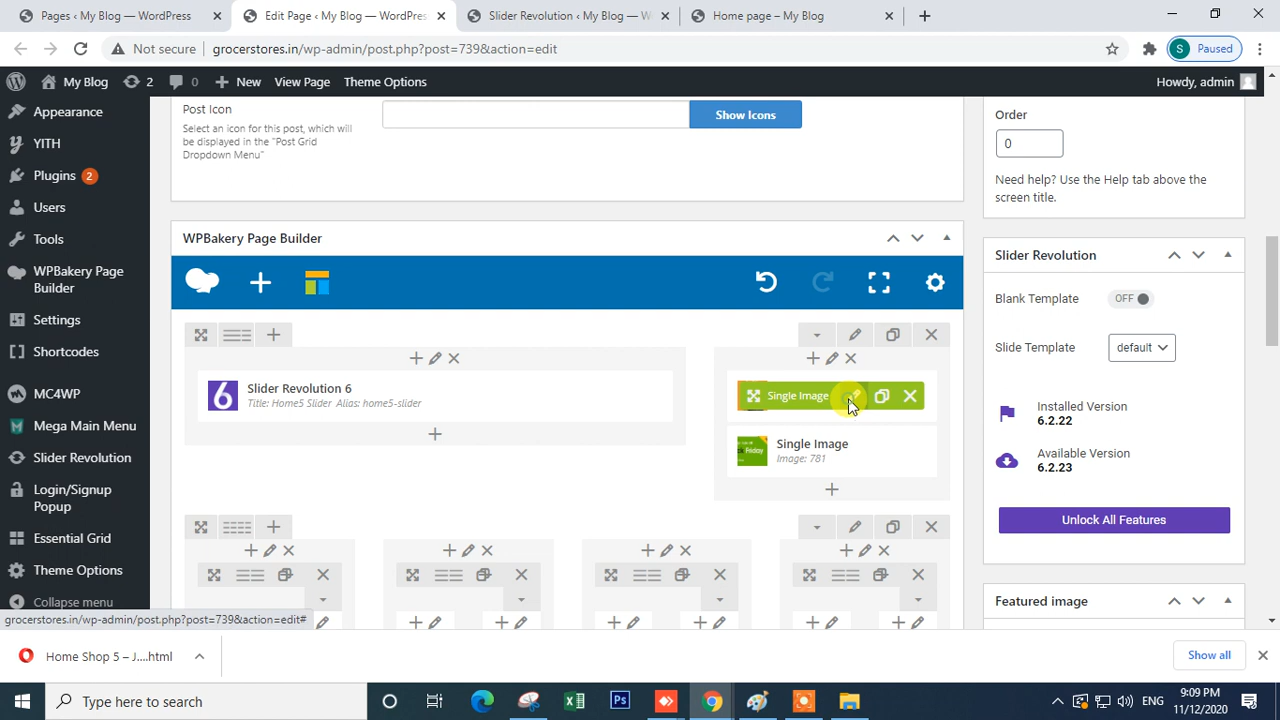 Pages ‹ My Blog — WordPress
Edit Page ‹ My Blog — WordPres
Slider Revolution ‹ My Blog — W
Home page – My Blog
Not secure
grocerstores.in/wp-admin/post.php?post=739&action=edit
S
Paused
My Blog
2
0
New
View Page
Theme Options
Howdy, admin
Appearance
YITH
Plugins 2
Users
Tools
WPBakery Page
Builder
Settings
Shortcodes
MC4WP
Mega Main Menu
Slider Revolution
Login/Signup
Popup
Essential Grid
Theme Options
Collapse menu
Post Icon
Select an icon for this post, which will
be displayed in the "Post Grid
Dropdown Menu"
Show Icons
WPBakery Page Builder
6
Slider Revolution 6
Title: Home5 Slider Alias: home5-slider
Single Image
Friday
Single Image
Image: 781
Order
0
Need help? Use the Help tab above the
screen title.
Slider Revolution
Blank Template
OFF
Slide Template
default
Installed Version
6.2.22
Available Version
6.2.23
Unlock All Features
Featured image
grocerstores.in/wp-admin/post.php?post=739&action=edit#
Home Shop 5 – J....html
Show all
Type here to search
Ps
ENG
9:09 PM
11/12/2020